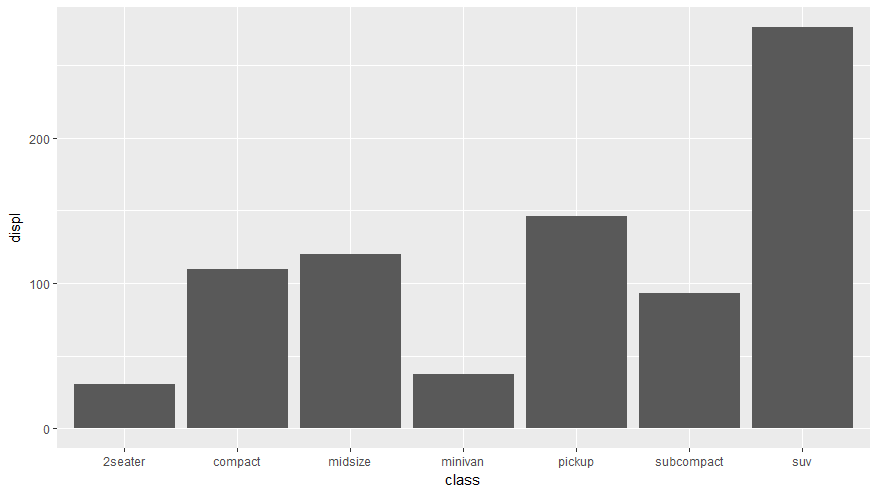 200
100
0
displ
2seater compact midsize minivan pickup subcompact suv
class